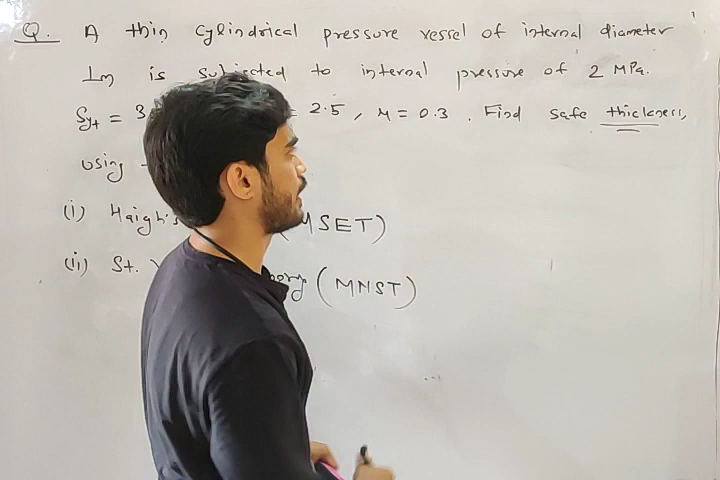 Q. A thin cylindrical pressure vessel of internal diameter
1m is subjected to internal pressure of 2 MPa.
Syt = 3 = 2.5, μ = 0.3. Find safe thickness,
using -
(i) Haigh's (MSET)
(ii) St. (MNST)